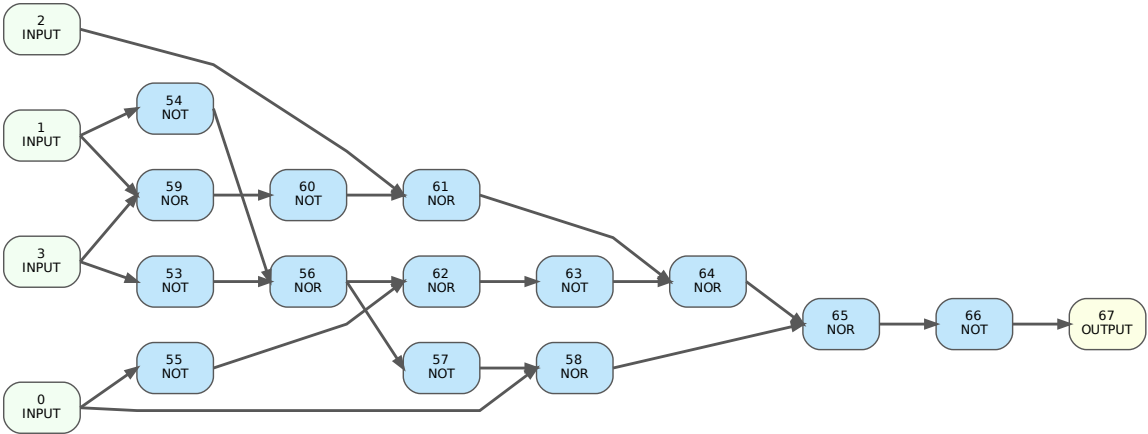 2
INPUT
54
NOT
1
INPUT
59
NOR
60
NOT
61
NOR
3
INPUT
53
NOT
56
NOR
62
NOR
63
NOT
64
NOR
65
NOR
66
NOT
67
OUTPUT
55
NOT
57
NOT
58
NOR
0
INPUT